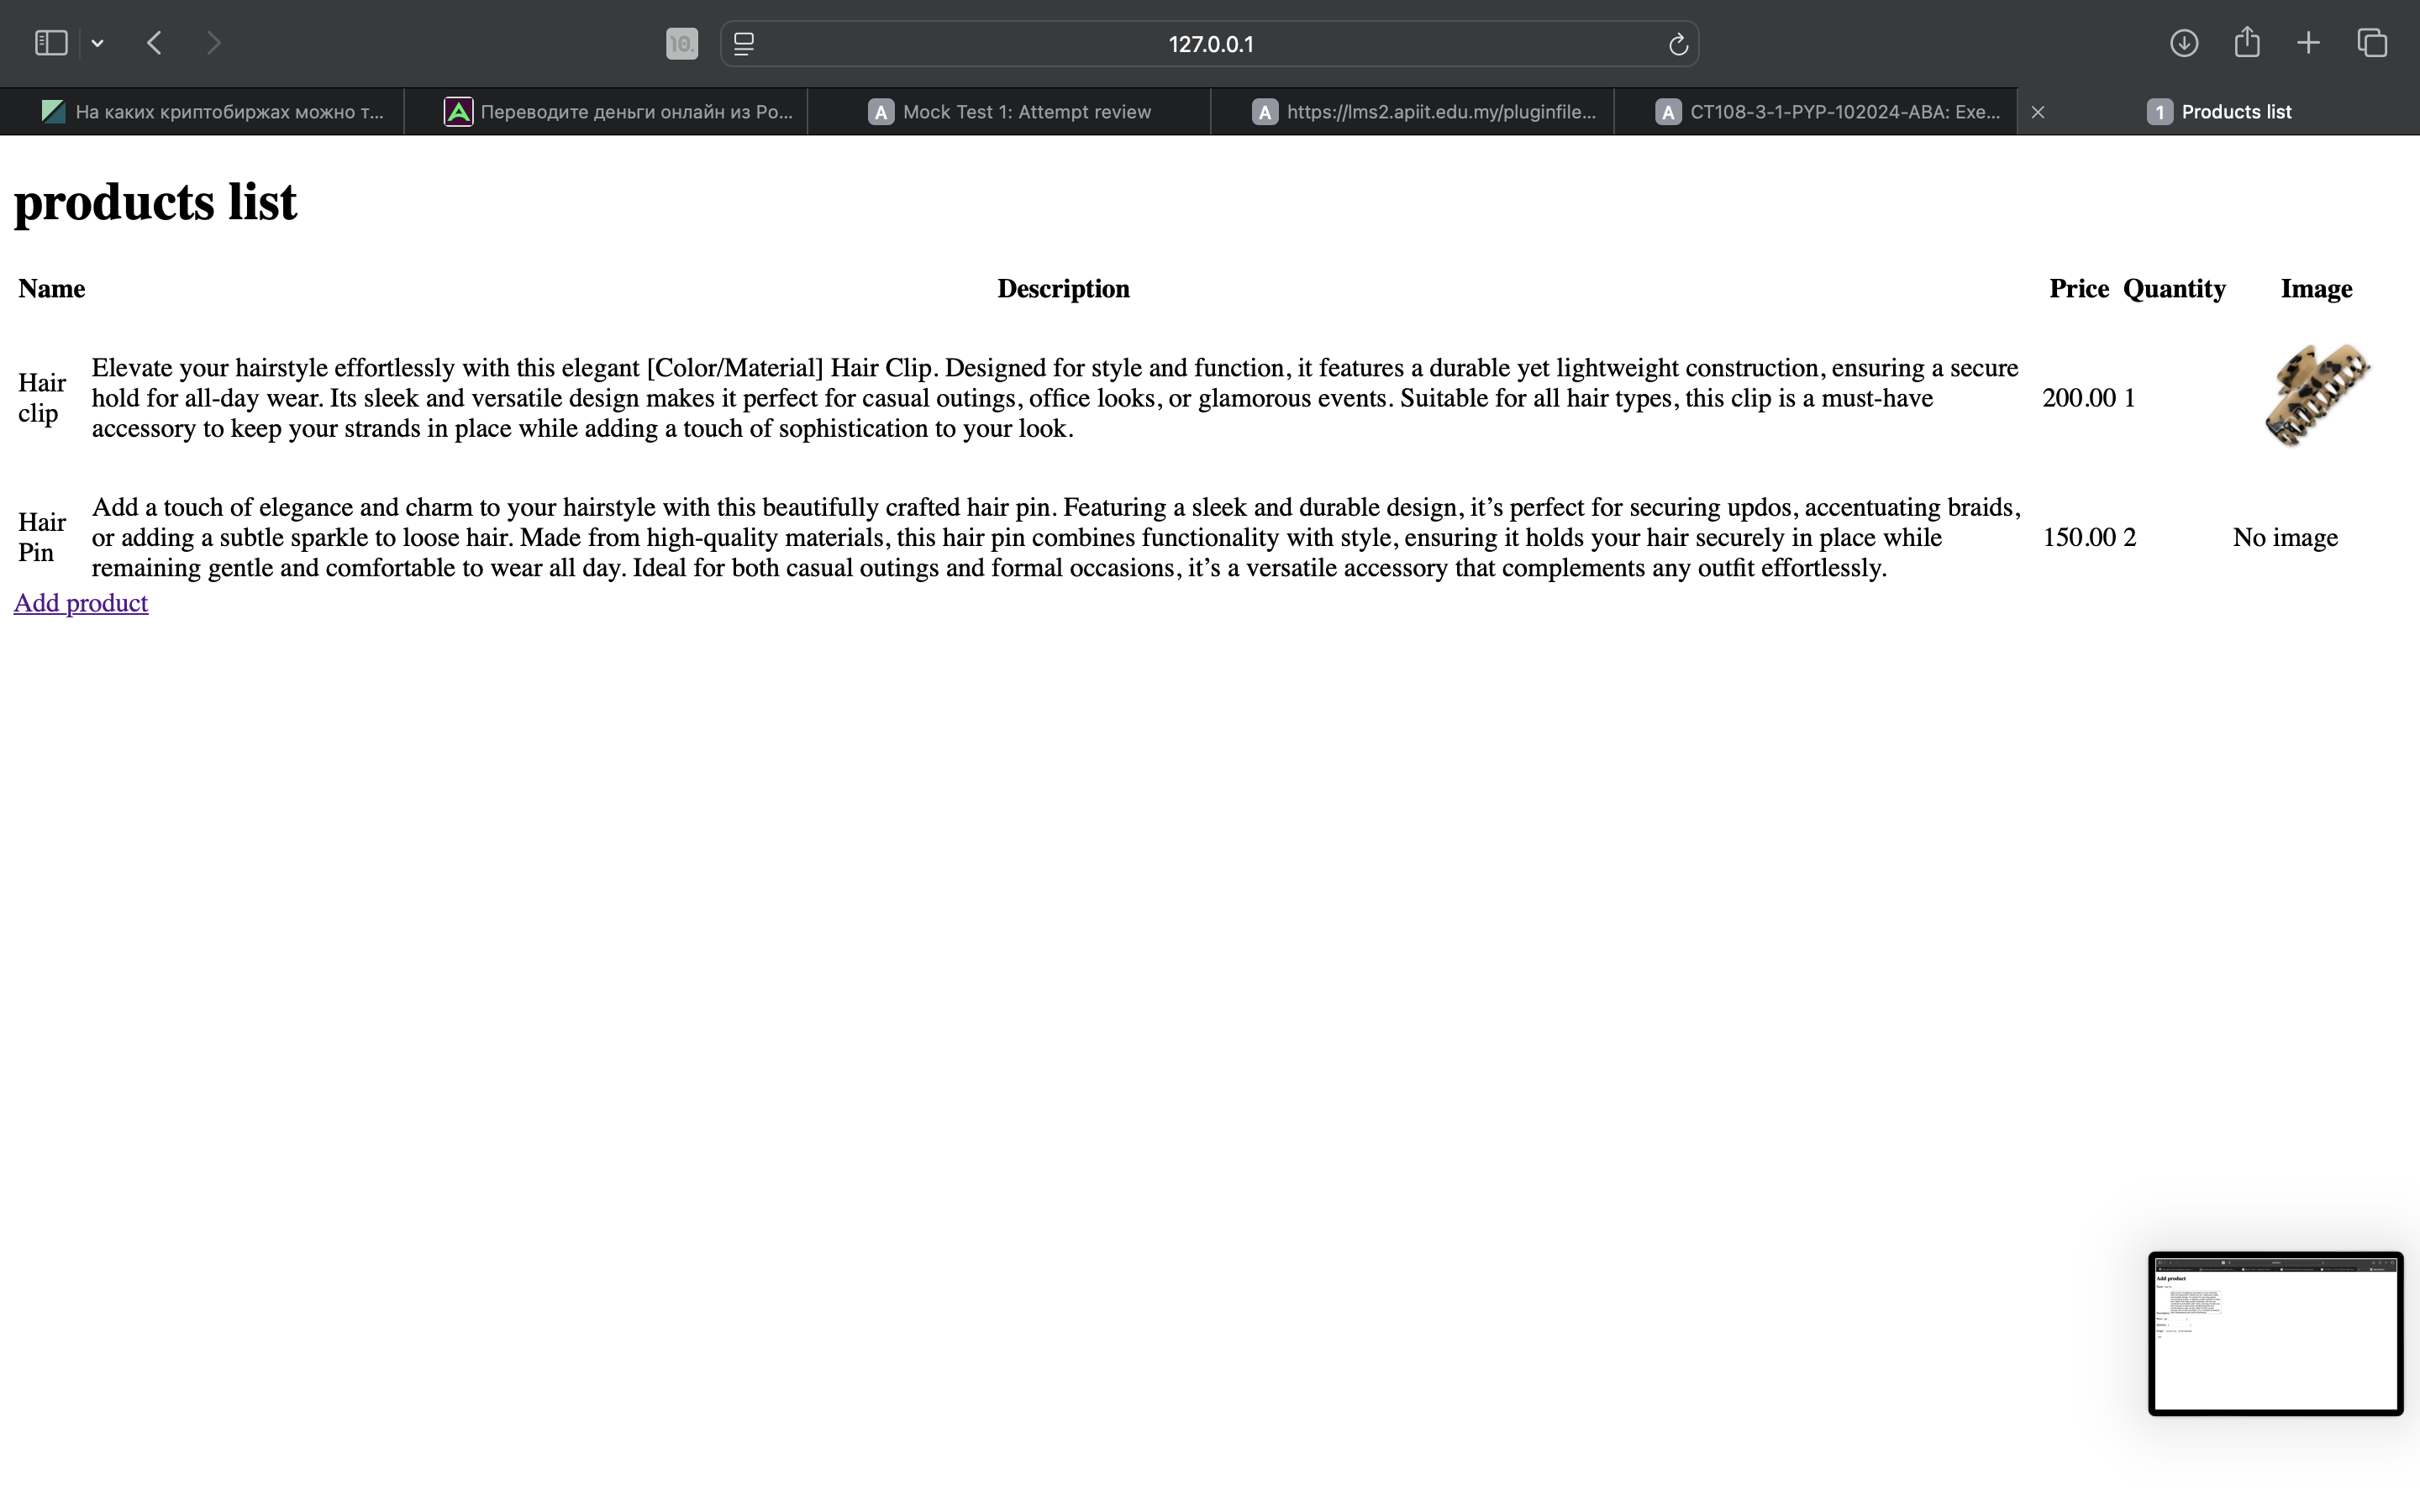 10.
127.0.0.1
На каких криптобиржах можно т...
A Переводите деньги онлайн из Ро...
A Mock Test 1: Attempt review
A https://lms2.apiit.edu.my/pluginfile...
A CT108-3-1-PYP-102024-ABA: Exe...
1 Products list
products list
Name Description Price Quantity Image
Hair clip
Elevate your hairstyle effortlessly with this elegant [Color/Material] Hair Clip. Designed for style and function, it features a durable yet lightweight construction, ensuring a secure
hold for all-day wear. Its sleek and versatile design makes it perfect for casual outings, office looks, or glamorous events. Suitable for all hair types, this clip is a must-have
accessory to keep your strands in place while adding a touch of sophistication to your look.
200.00 1
Hair Pin
Add a touch of elegance and charm to your hairstyle with this beautifully crafted hair pin. Featuring a sleek and durable design, it’s perfect for securing updos, accentuating braids,
or adding a subtle sparkle to loose hair. Made from high-quality materials, this hair pin combines functionality with style, ensuring it holds your hair securely in place while
remaining gentle and comfortable to wear all day. Ideal for both casual outings and formal occasions, it’s a versatile accessory that complements any outfit effortlessly.
150.00 2 No image
Add product
Add product